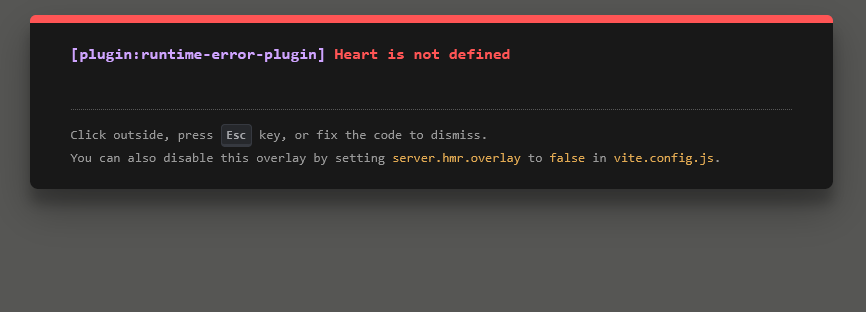 [plugin:runtime-error-plugin] Heart is not defined
Click outside, press Esc key, or fix the code to dismiss.
You can also disable this overlay by setting server.hmr.overlay to false in vite.config.js.